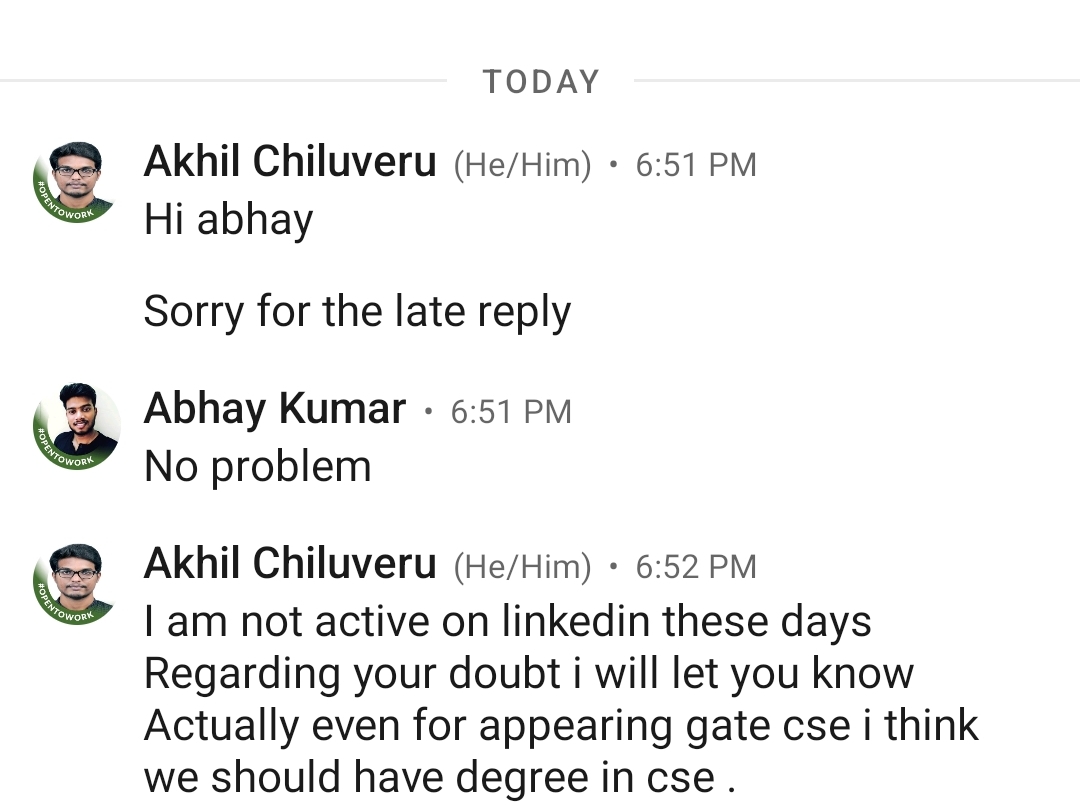 TODAY
Akhil Chiluveru (He/Him) • 6:51 PM
Hi abhay
Sorry for the late reply
#OPENTOWORK
Abhay Kumar • 6:51 PM
No problem
#OPENTOWORK
Akhil Chiluveru (He/Him) • 6:52 PM
I am not active on linkedin these days
#OPENTOWORK
Regarding your doubt i will let you know
Actually even for appearing gate cse i think
we should have degree in cse .